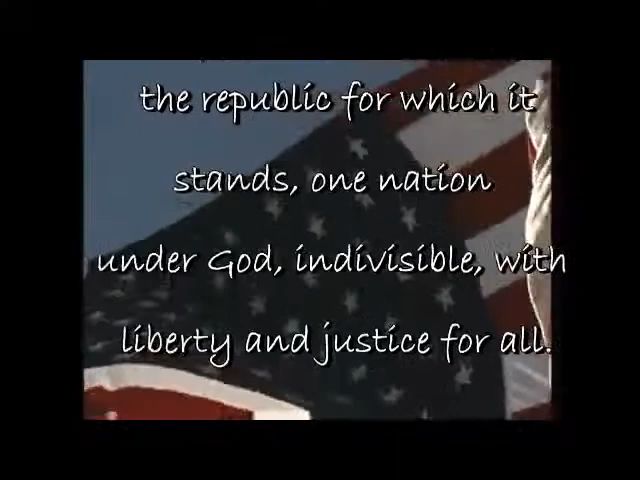 the republic for which it
stands, one nation
under God, indivisible, with
liberty and justice for all.